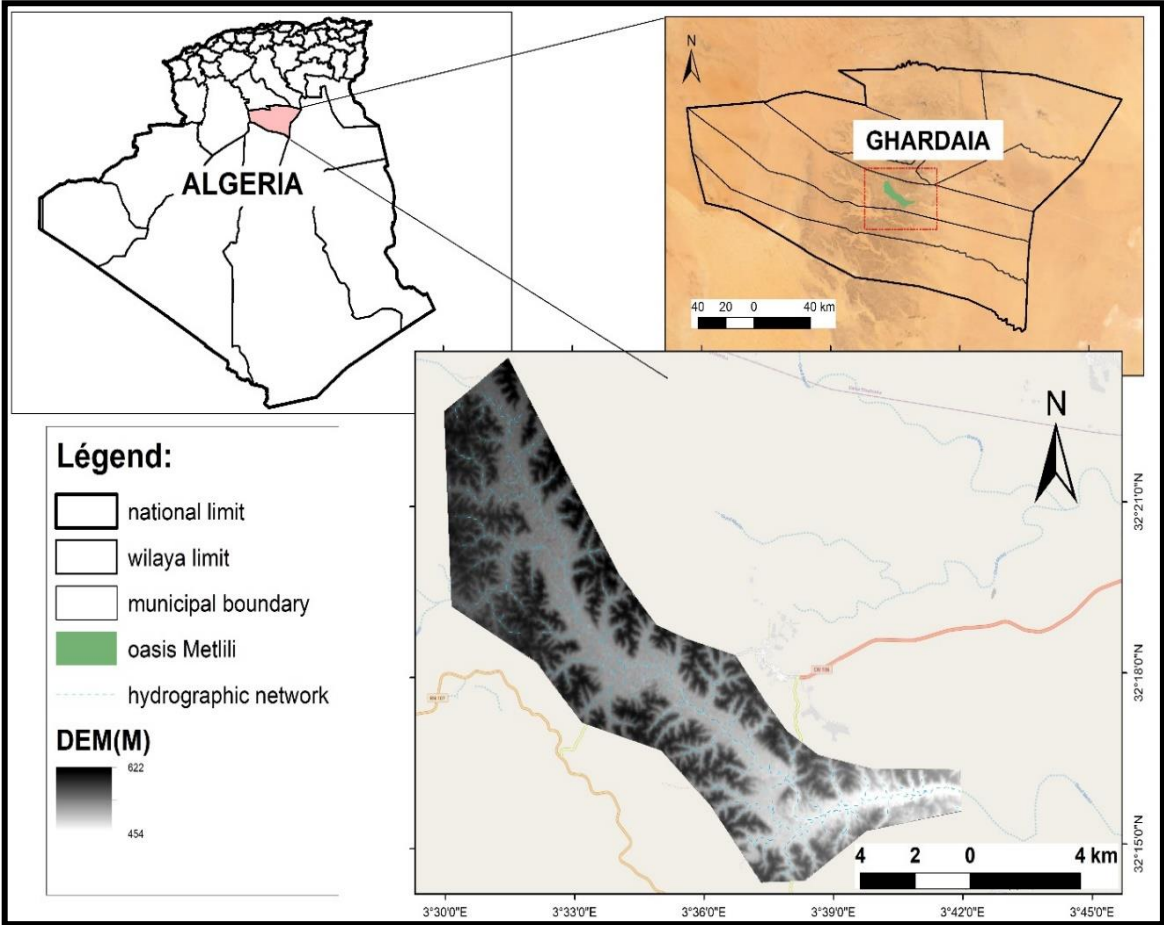 ALGERIA
N
GHARDAIA
40 20 0 40 km
Légend:
national limit
wilaya limit
municipal boundary
oasis Metlili
hydrographic network
DEM(M)
622
454
N
4 2 0 4 km
32°21'0"N
32°18'0"N
32°15'0"N
3°30'0"E 3°33'0"E 3°36'0"E 3°39'0"E 3°42'0"E 3°45'0"E